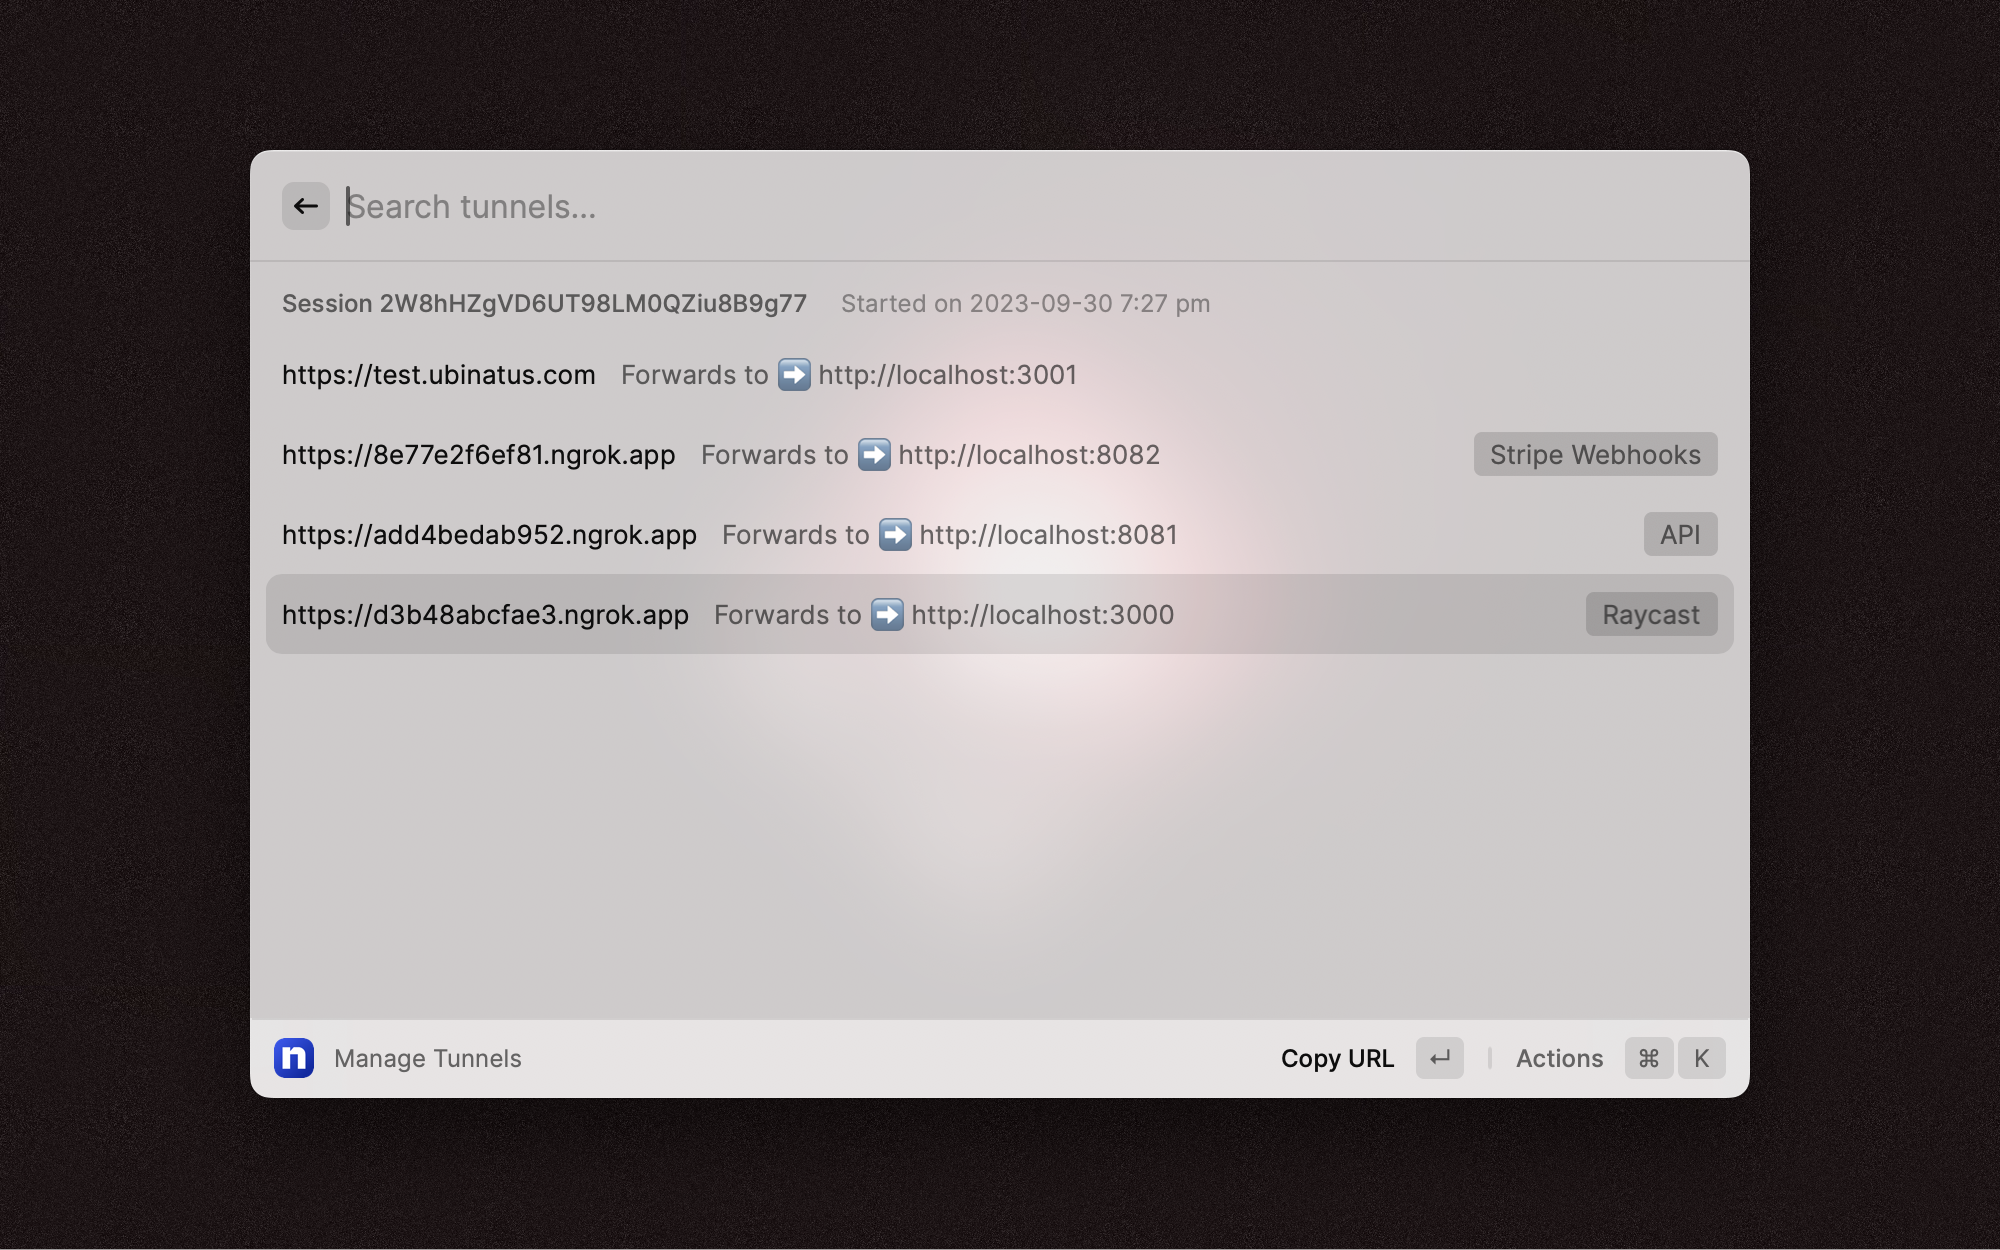 Search tunnels...
Session 2W8hHZgVD6UT98LM0QZiu8B9g77 Started on 2023-09-30 7:27 pm
https://test.ubinatus.com Forwards to ➡️ http://localhost:3001
https://8e77e2f6ef81.ngrok.app Forwards to ➡️ http://localhost:8082 Stripe Webhooks
https://add4bedab952.ngrok.app Forwards to ➡️ http://localhost:8081 API
https://d3b48abcfae3.ngrok.app Forwards to ➡️ http://localhost:3000 Raycast
n Manage Tunnels Copy URL ↵ Actions ⌘ K